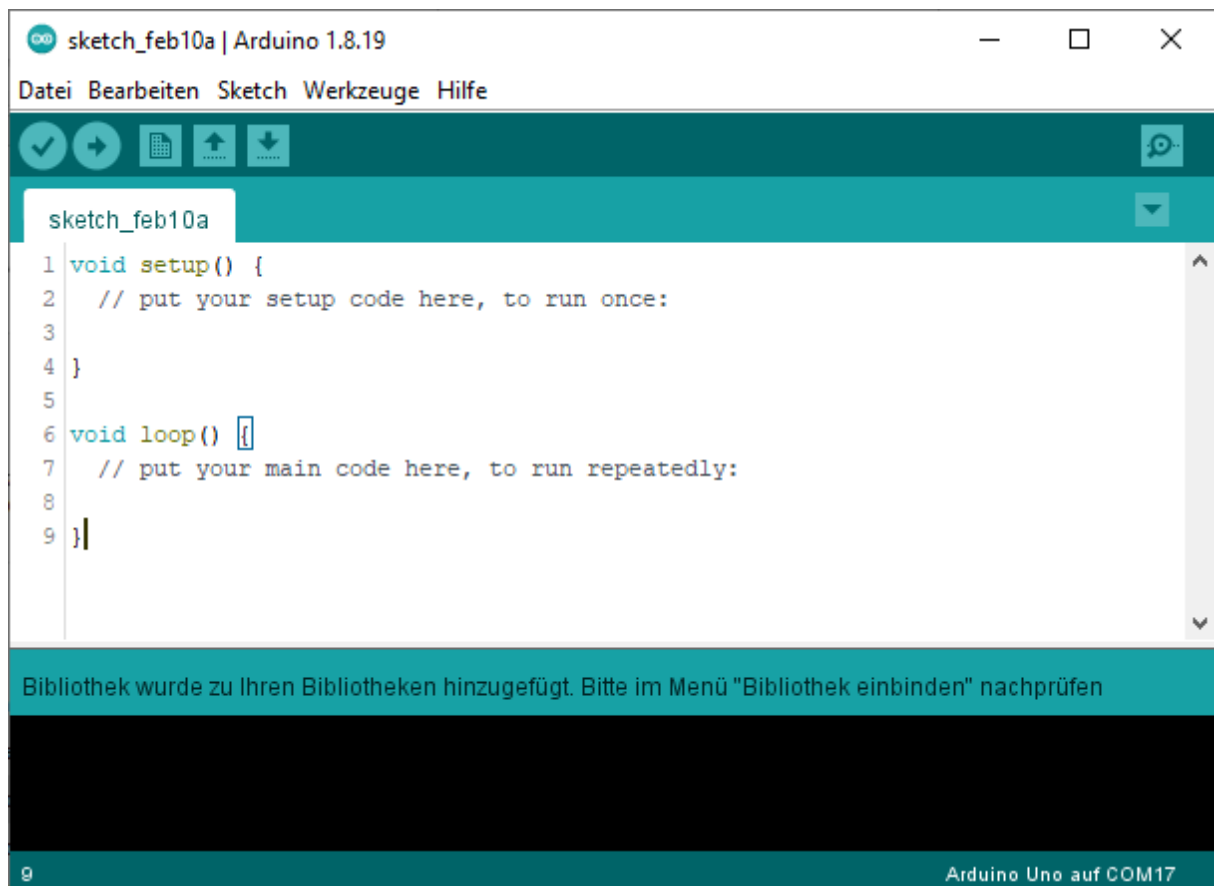 sketch_feb10a | Arduino 1.8.19
Datei Bearbeiten Sketch Werkzeuge Hilfe
sketch_feb10a
1 void setup() {
2   // put your setup code here, to run once:
3
4 }
5
6 void loop() {
7   // put your main code here, to run repeatedly:
8
9 }
Bibliothek wurde zu Ihren Bibliotheken hinzugefügt. Bitte im Menü "Bibliothek einbinden" nachprüfen
9 Arduino Uno auf COM17